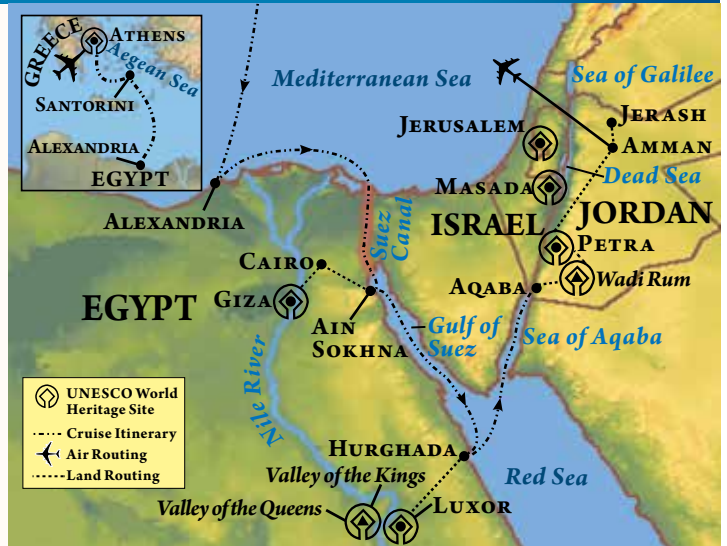 GREECE
ATHENS
Aegean Sea
SANTORINI
ALEXANDRIA
EGYPT
Mediterranean Sea
Sea of Galilee
JERASH
JERUSALEM
AMMAN
Dead Sea
MASADA
ALEXANDRIA
ISRAEL
JORDAN
Suez
Canal
PETRA
CAIRO
Wadi Rum
AQABA
EGYPT
GIZA
AIN
SOKHNA
Gulf of
Suez
Sea of Aqaba
UNESCO World
Heritage Site
Cruise Itinerary
Air Routing
Land Routing
Nile River
HURGHADA
Valley of the Kings
Red Sea
Valley of the Queens
LUXOR